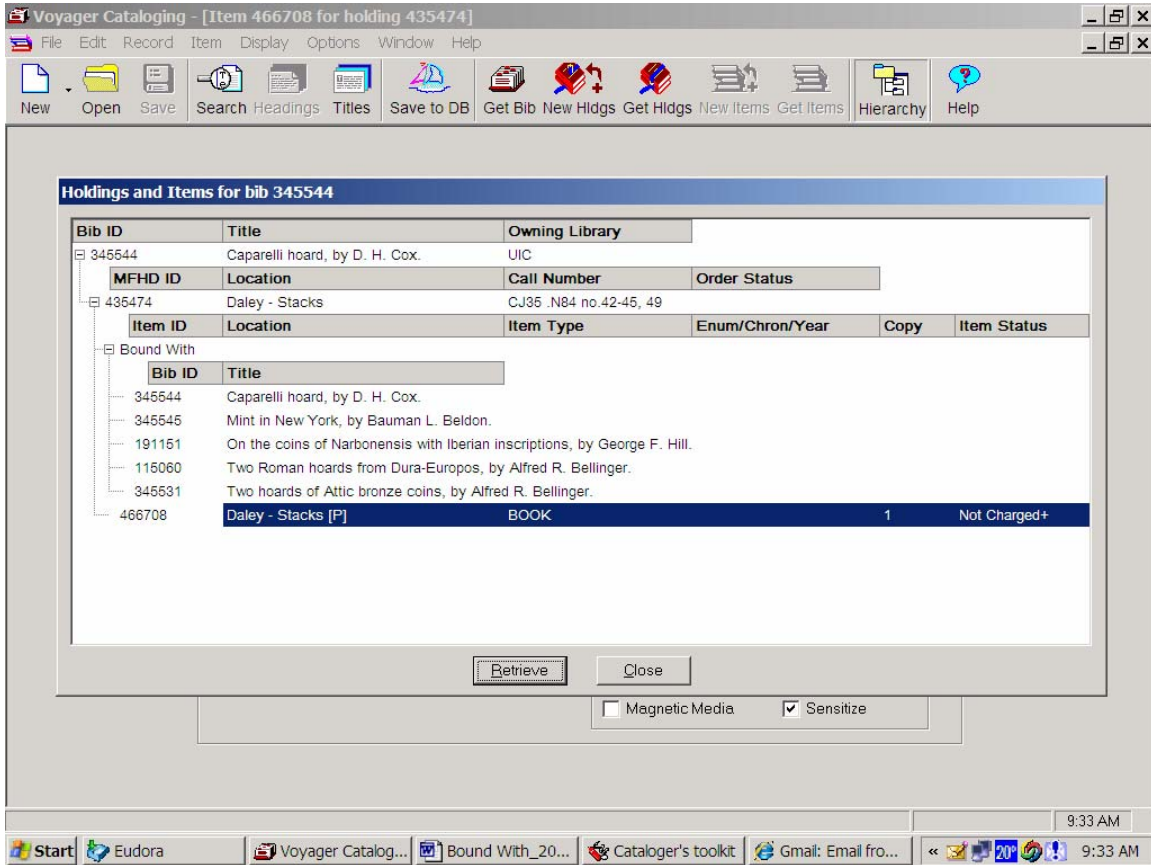 Voyager Cataloging - [Item 466708 for holding 435474]
File Edit Record Item Display Options Window Help
New Open Save Search Headings Titles Save to DB Get Bib New Hldgs Get Hldgs New Items Get Items Hierarchy Help
Holdings and Items for bib 345544
Bib ID Title Owning Library
345544 Caparelli hoard, by D. H. Cox. UIC
MFHD ID Location Call Number Order Status
435474 Daley - Stacks CJ35 .N84 no.42-45, 49
Item ID Location Item Type Enum/Chron/Year Copy Item Status
Bound With
Bib ID Title
345544 Caparelli hoard, by D. H. Cox.
345545 Mint in New York, by Bauman L. Beldon.
191151 On the coins of Narbonensis with Iberian inscriptions, by George F. Hill.
115060 Two Roman hoards from Dura-Europos, by Alfred R. Bellinger.
345531 Two hoards of Attic bronze coins, by Alfred R. Bellinger.
466708 Daley - Stacks [P] BOOK 1 Not Charged+
Retrieve Close
Magnetic Media Sensitize
9:33 AM
Start Eudora Voyager Catalog... Bound With_20... Cataloger's toolkit Gmail: Email fro... « 20° 9:33 AM